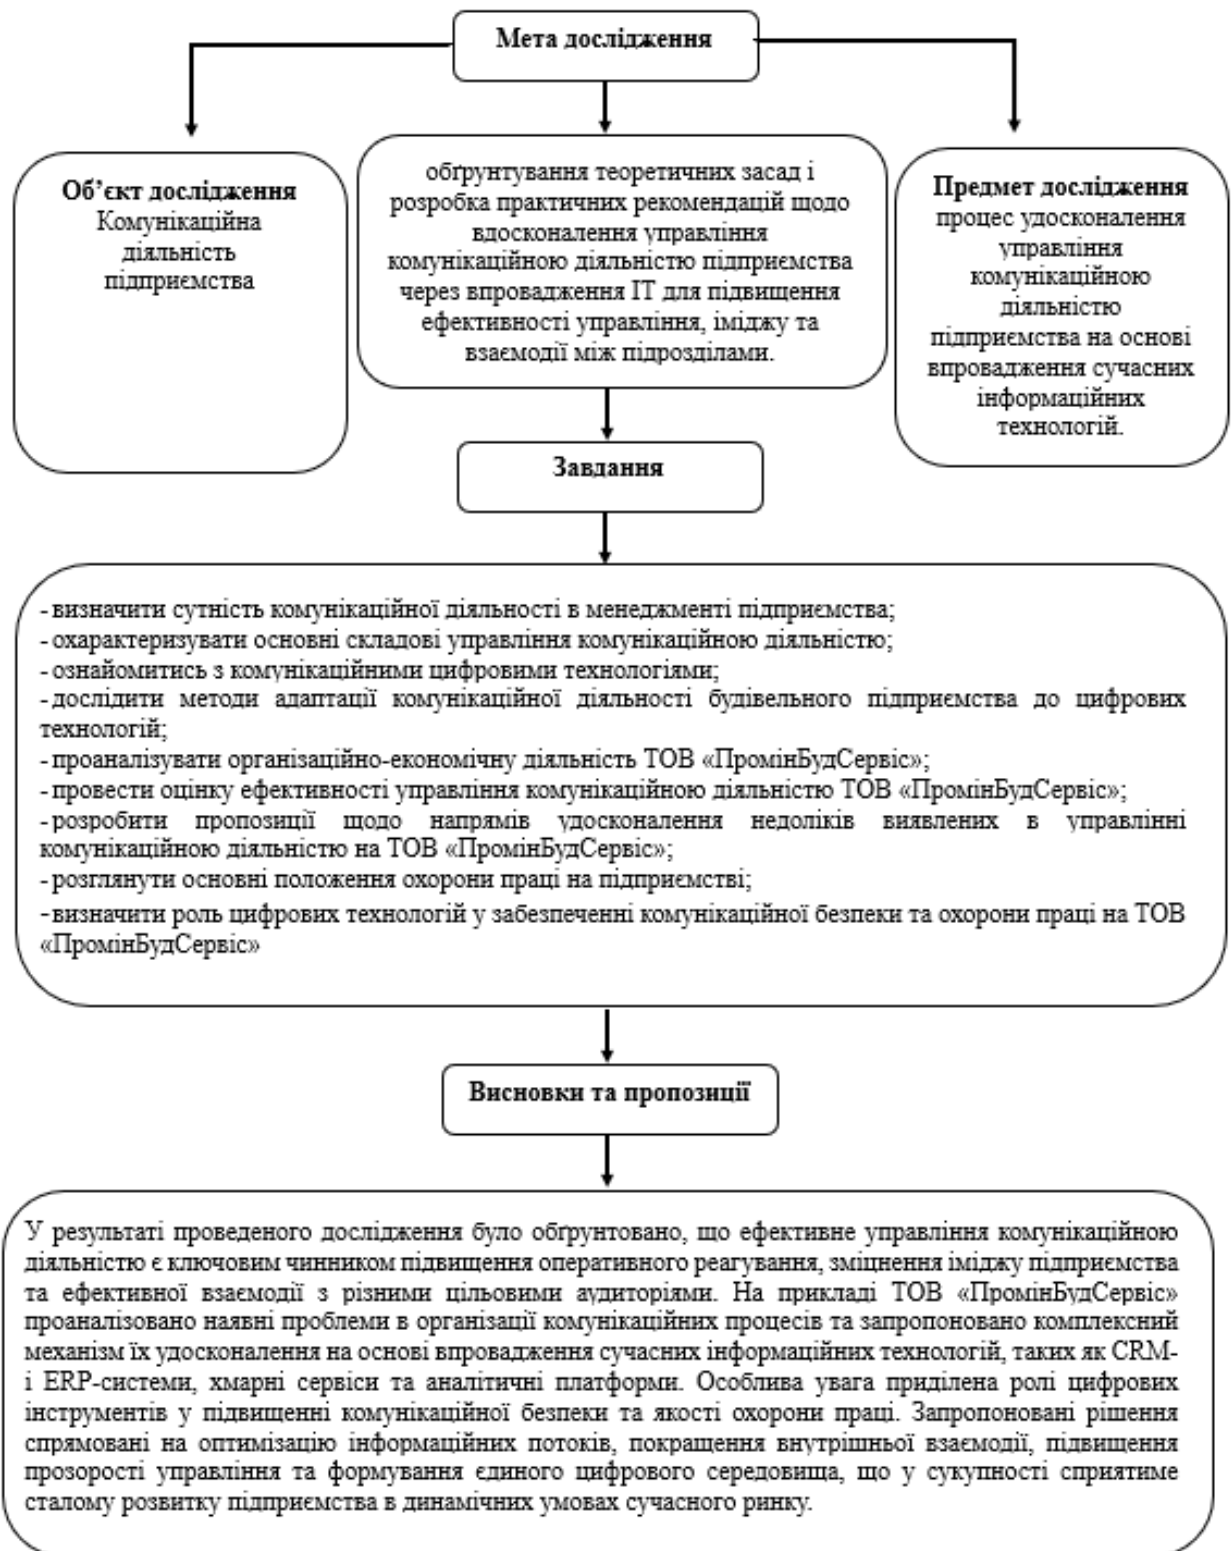 Мета дослідження
Об’єкт дослідження
Комунікаційна
діяльність
підприємства
обґрунтування теоретичних засад і
розробка практичних рекомендацій щодо
вдосконалення управління
комунікаційною діяльністю підприємства
через впровадження ІТ для підвищення
ефективності управління, іміджу та
взаємодії між підрозділами.
Предмет дослідження
процес удосконалення
управління
комунікаційною
діяльністю
підприємства на основі
впровадження сучасних
інформаційних
технологій.
Завдання
- визначити сутність комунікаційної діяльності в менеджменті підприємства;
- охарактеризувати основні складові управління комунікаційною діяльністю;
- ознайомитись з комунікаційними цифровими технологіями;
- дослідити методи адаптації комунікаційної діяльності будівельного підприємства до цифрових
технологій;
- проаналізувати організаційно-економічну діяльність ТОВ «ПромінБудСервіс»;
- провести оцінку ефективності управління комунікаційною діяльністю ТОВ «ПромінБудСервіс»;
- розробити пропозиції щодо напрямів удосконалення недоліків виявлених в управлінні
комунікаційною діяльністю на ТОВ «ПромінБудСервіс»;
- розглянути основні положення охорони праці на підприємстві;
- визначити роль цифрових технологій у забезпеченні комунікаційної безпеки та охорони праці на ТОВ
«ПромінБудСервіс»
Висновки та пропозиції
У результаті проведеного дослідження було обґрунтовано, що ефективне управління комунікаційною
діяльністю є ключовим чинником підвищення оперативного реагування, зміцнення іміджу підприємства
та ефективної взаємодії з різними цільовими аудиторіями. На прикладі ТОВ «ПромінБудСервіс»
проаналізовано наявні проблеми в організації комунікаційних процесів та запропоновано комплексний
механізм їх удосконалення на основі впровадження сучасних інформаційних технологій, таких як CRM-
і ERP-системи, хмарні сервіси та аналітичні платформи. Особлива увага приділена ролі цифрових
інструментів у підвищенні комунікаційної безпеки та якості охорони праці. Запропоновані рішення
спрямовані на оптимізацію інформаційних потоків, покращення внутрішньої взаємодії, підвищення
прозорості управління та формування єдиного цифрового середовища, що у сукупності сприятиме
сталому розвитку підприємства в динамічних умовах сучасного ринку.